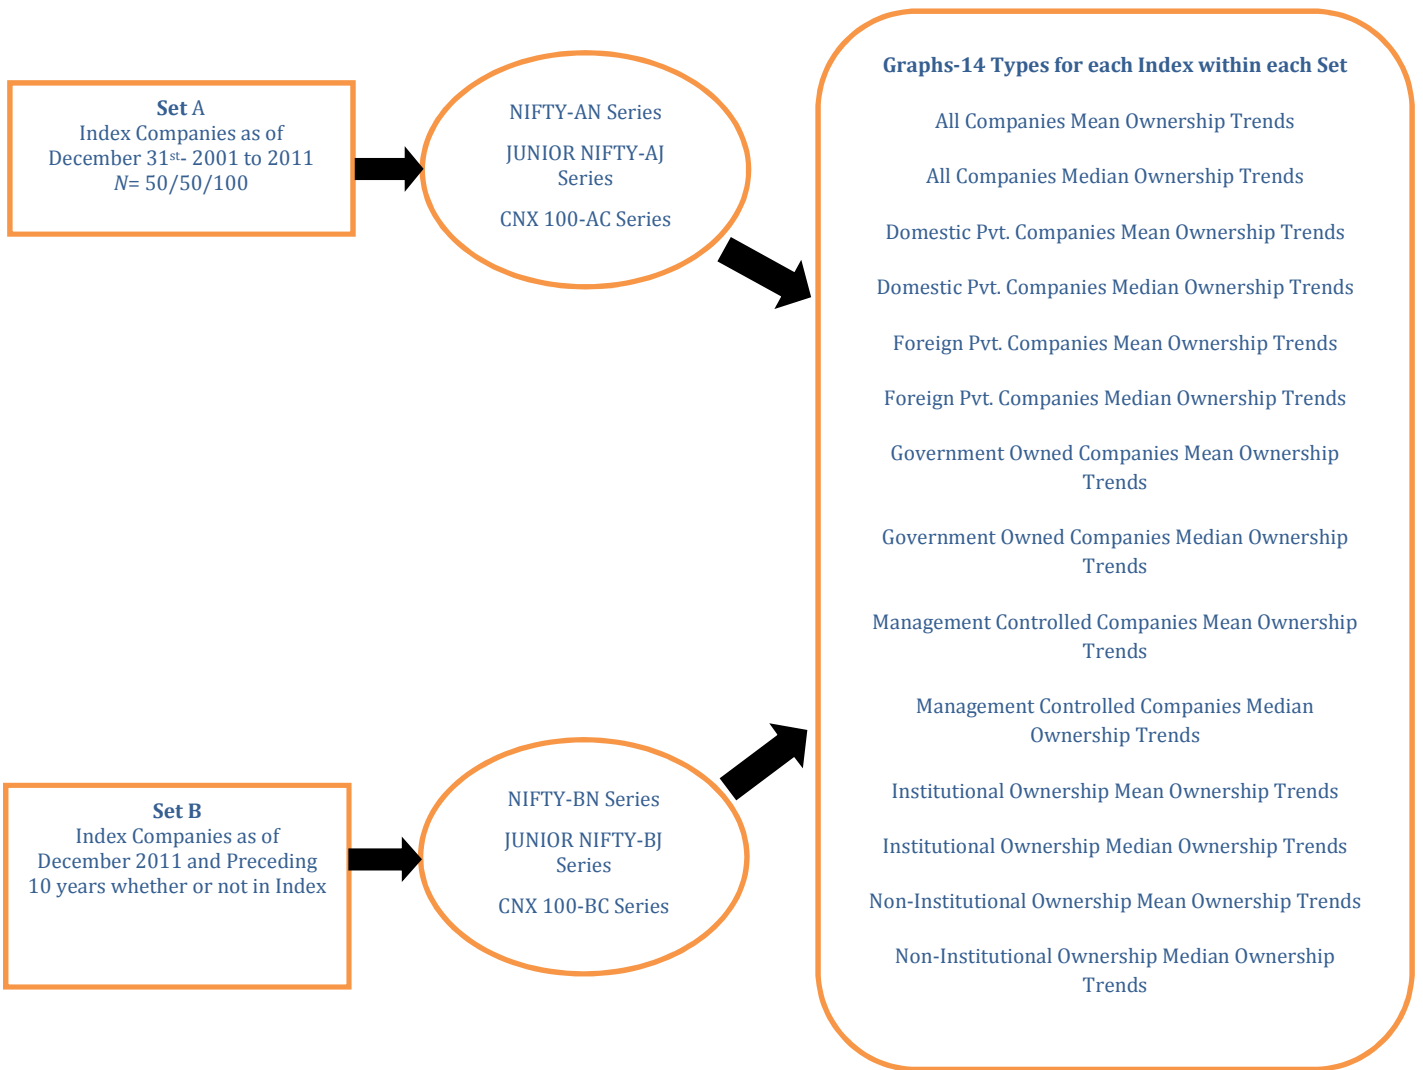 Set A
Index Companies as of
December 31st- 2001 to 2011
N= 50/50/100
NIFTY-AN Series
JUNIOR NIFTY-AJ
Series
CNX 100-AC Series
Set B
Index Companies as of
December 2011 and Preceding
10 years whether or not in Index
NIFTY-BN Series
JUNIOR NIFTY-BJ
Series
CNX 100-BC Series
Graphs-14 Types for each Index within each Set
All Companies Mean Ownership Trends
All Companies Median Ownership Trends
Domestic Pvt. Companies Mean Ownership Trends
Domestic Pvt. Companies Median Ownership Trends
Foreign Pvt. Companies Mean Ownership Trends
Foreign Pvt. Companies Median Ownership Trends
Government Owned Companies Mean Ownership
Trends
Government Owned Companies Median Ownership
Trends
Management Controlled Companies Mean Ownership
Trends
Management Controlled Companies Median
Ownership Trends
Institutional Ownership Mean Ownership Trends
Institutional Ownership Median Ownership Trends
Non-Institutional Ownership Mean Ownership Trends
Non-Institutional Ownership Median Ownership
Trends